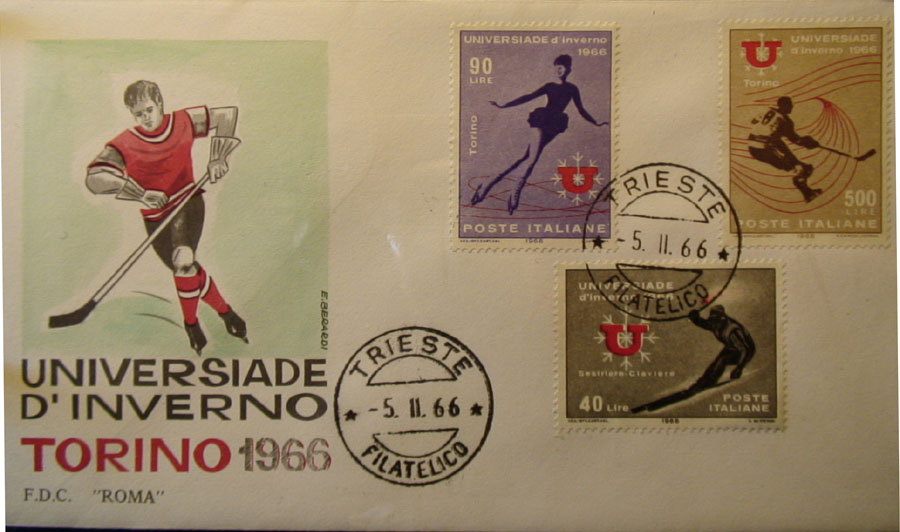 E. BERARDI
UNIVERSIADE
D'INVERNO
TORINO 1966
F.D.C. "ROMA"
TRIESTE
- 5. II. 66
FILATELICO
UNIVERSIADE d'inverno
1966
90
LIRE
Torino
U
POSTE ITALIANE
1966
U
UNIVERSIADE
d'inverno 1966
Torino
500
LIRE
POSTE ITALIANE
1966
TRIESTE
- 5. II. 66
FILATELICO
UNIVERSIADE
d'inverno
U
Sestriere-Claviere
40 Lire
POSTE
ITALIANE
1966